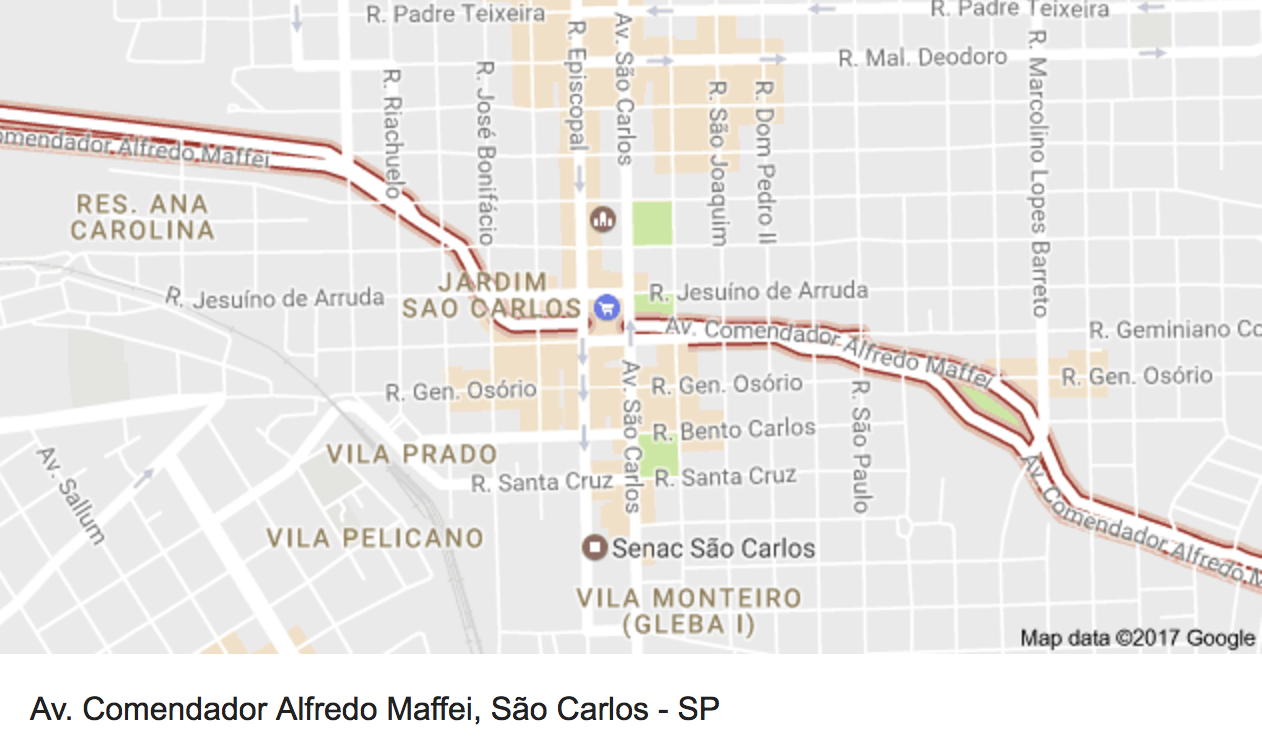 R. Padre Teixeira
R. Padre Teixeira
R. Episcopal
Av. São Carlos
R. Mal. Deodoro
R. Marcolino Lopes Barreto
R. Riachuelo
R. José Bonifácio
R. São Joaquim
R. Dom Pedro II
omendador Alfredo Maffei
RES. ANA
CAROLINA
JARDIM
SAO CARLOS
R. Jesuíno de Arruda
R. Jesuíno de Arruda
Av. Comendador Alfredo Maffei
R. Geminiano Co
R. Gen. Osório
R. Gen. Osório
R. Gen. Osório
Av. São Carlos
R. São Paulo
R. Bento Carlos
VILA PRADO
R. Santa Cruz
R. Santa Cruz
Av. Sallum
Av. Comendador Alfredo M
VILA PELICANO
Senac São Carlos
VILA MONTEIRO
(GLEBA I)
Map data ©2017 Google
Av. Comendador Alfredo Maffei, São Carlos - SP